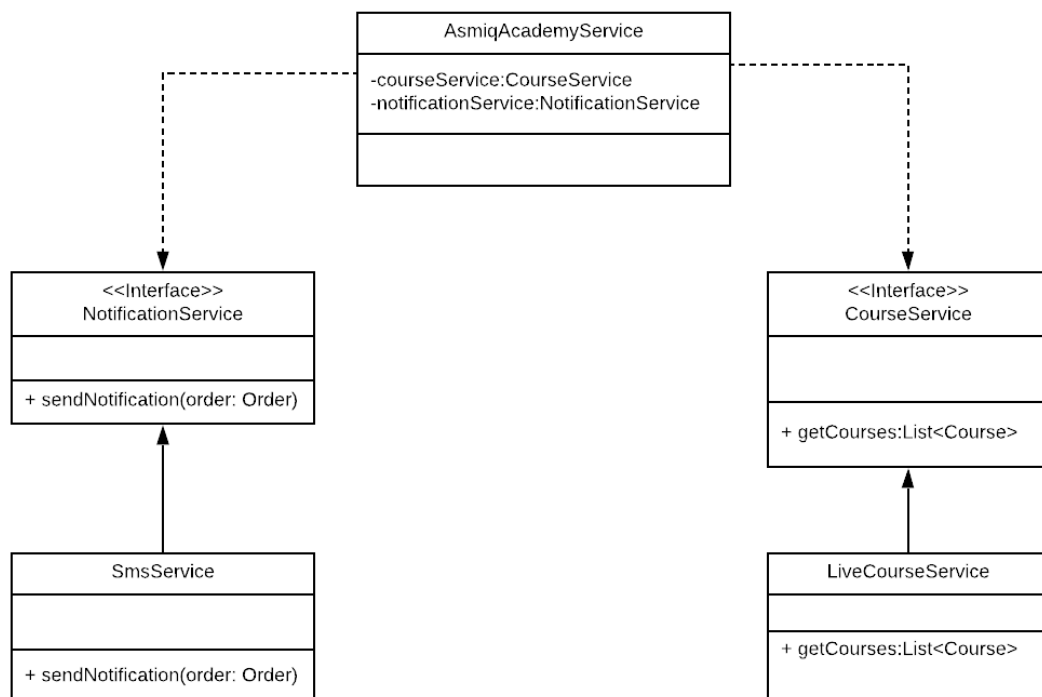 AsmiqAcademyService
-courseService:CourseService
-notificationService:NotificationService
<<Interface>>
NotificationService
+ sendNotification(order: Order)
<<Interface>>
CourseService
+ getCourses:List<Course>
SmsService
+ sendNotification(order: Order)
LiveCourseService
+ getCourses:List<Course>